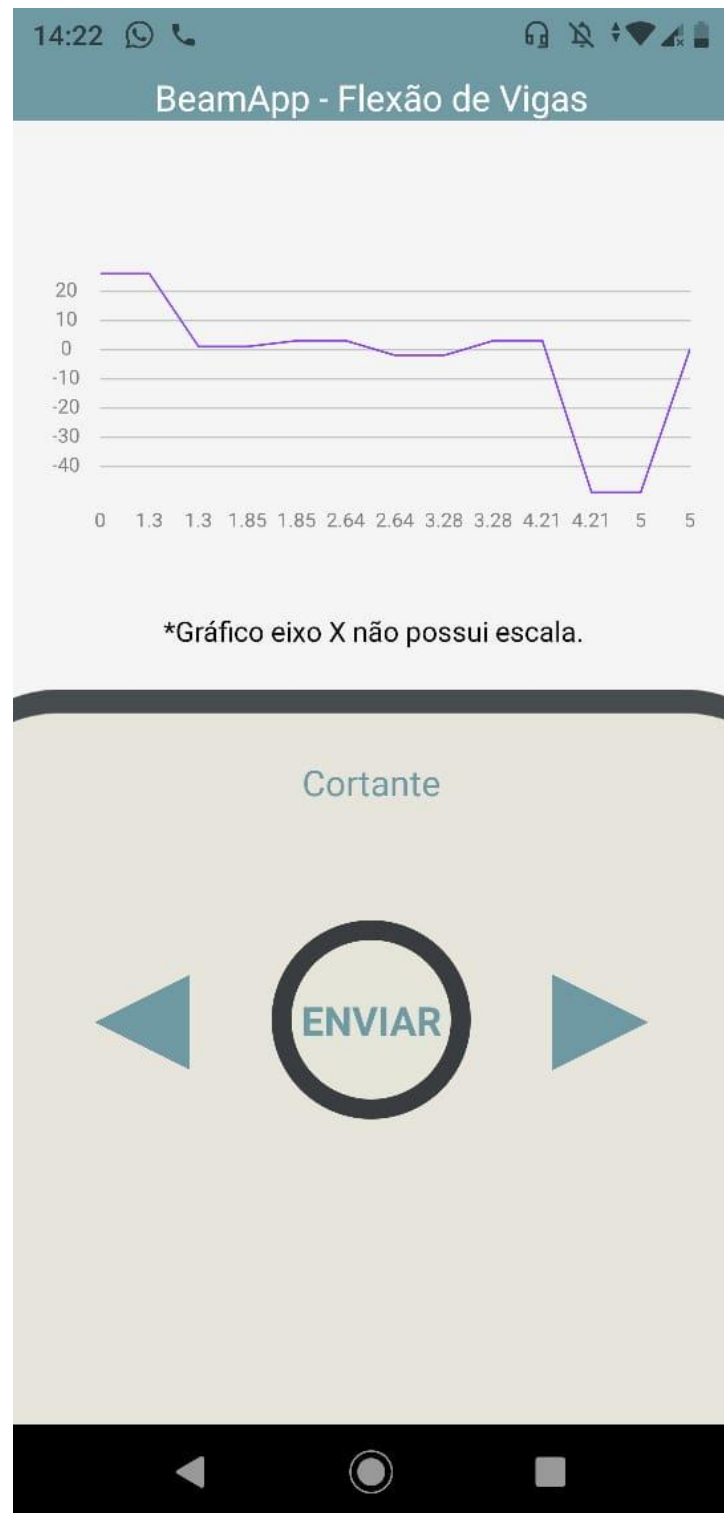 14:22
BeamApp - Flexão de Vigas
20
10
0
-10
-20
-30
-40
0 1.3 1.3 1.85 1.85 2.64 2.64 3.28 3.28 4.21 4.21 5 5
*Gráfico eixo X não possui escala.
Cortante
ENVIAR